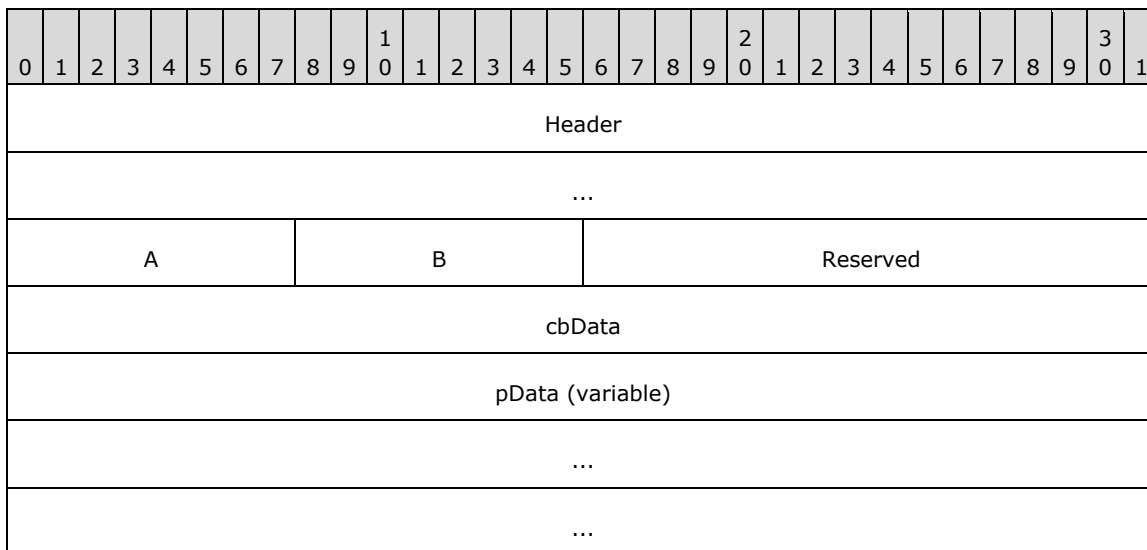 1 2 3
0 1 2 3 4 5 6 7 8 9 0 1 2 3 4 5 6 7 8 9 0 1 2 3 4 5 6 7 8 9 0 1
Header
...
A B Reserved
cbData
pData (variable)
...
...